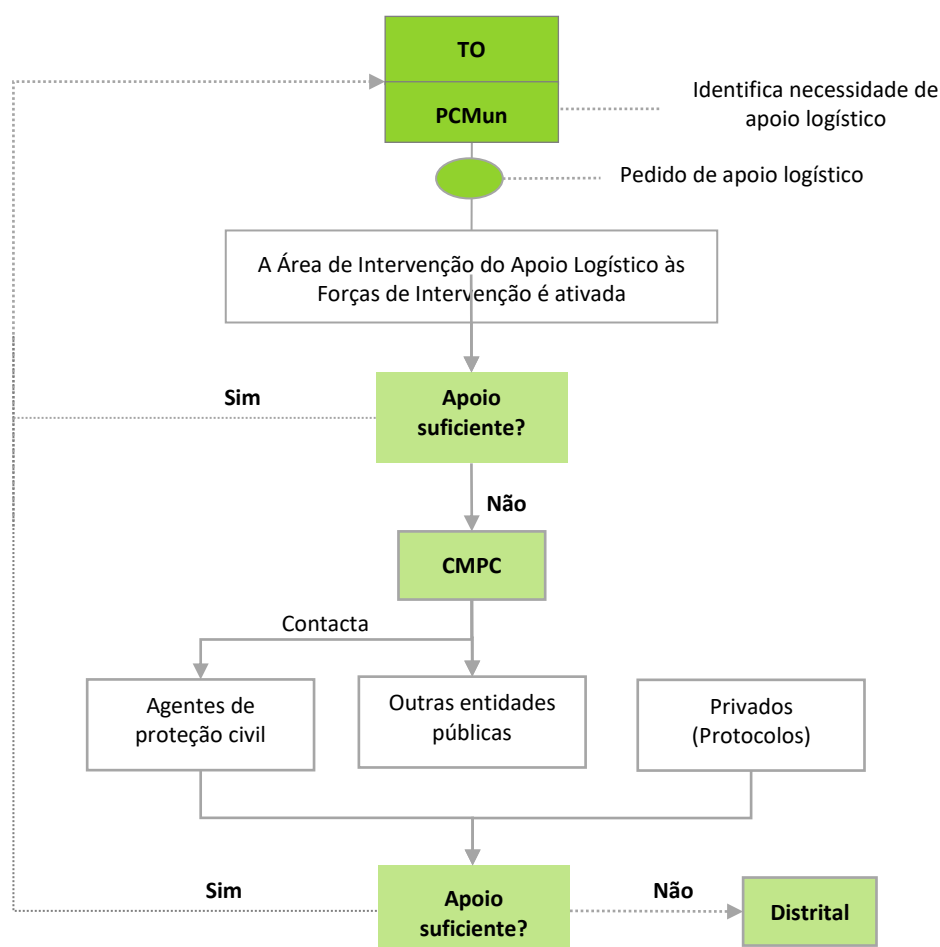 TO
PCMun
Identifica necessidade de
apoio logístico
Pedido de apoio logístico
A Área de Intervenção do Apoio Logístico às
Forças de Intervenção é ativada
Sim
Apoio
suficiente?
Não
CMPC
Contacta
Agentes de
proteção civil
Outras entidades
públicas
Privados
(Protocolos)
Sim
Apoio
suficiente?
Não
Distrital